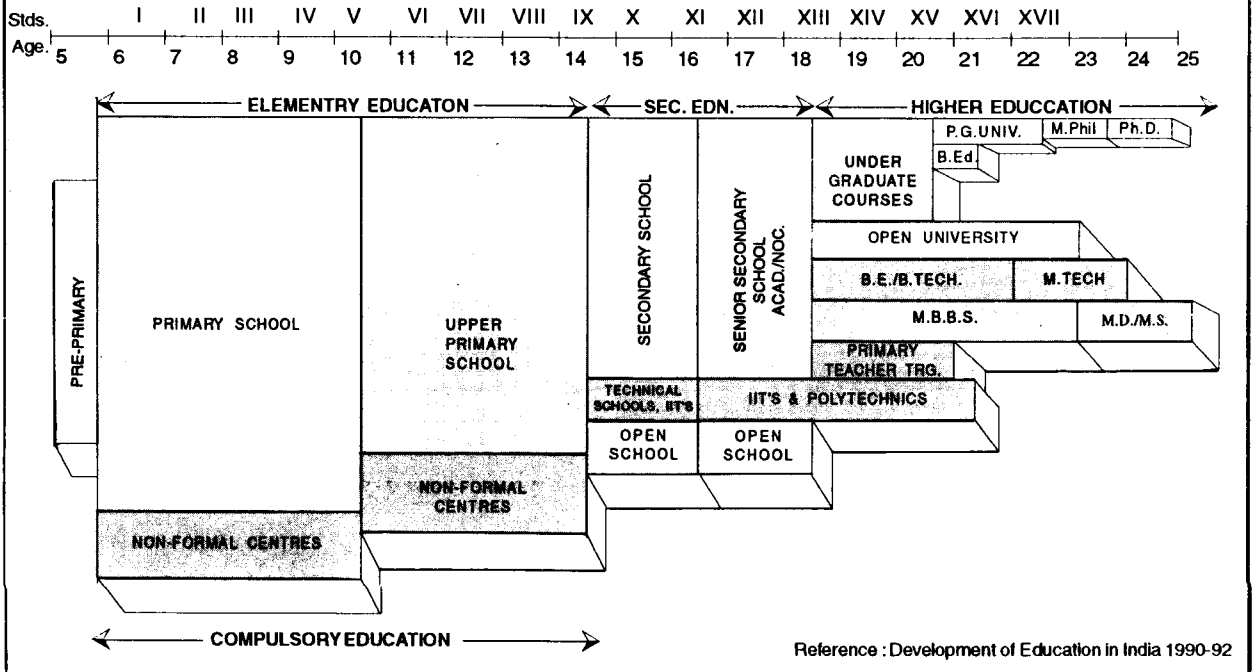 Stds. I II III IV V VI VII VIII IX X XI XII XIII XIV XV XVI XVII
Age. 5 6 7 8 9 10 11 12 13 14 15 16 17 18 19 20 21 22 23 24 25
ELEMENTRY EDUCATON
SEC. EDN.
HIGHER EDUCCATION
PRE-PRIMARY
PRIMARY SCHOOL
NON-FORMAL CENTRES
UPPER
PRIMARY
SCHOOL
NON-FORMAL
CENTRES
SECONDARY SCHOOL
SENIOR SECONDARY
SCHOOL
ACAD./NOC.
TECHNICAL
SCHOOLS, IIT'S
IIT'S & POLYTECHNICS
OPEN
SCHOOL
OPEN
SCHOOL
UNDER
GRADUATE
COURSES
P.G.UNIV.
M.Phil
Ph.D.
B.Ed.
OPEN UNIVERSITY
B.E./B.TECH.
M.TECH
M.B.B.S.
M.D./M.S.
PRIMARY
TEACHER TRG.
COMPULSORY EDUCATION
Reference : Development of Education in India 1990-92